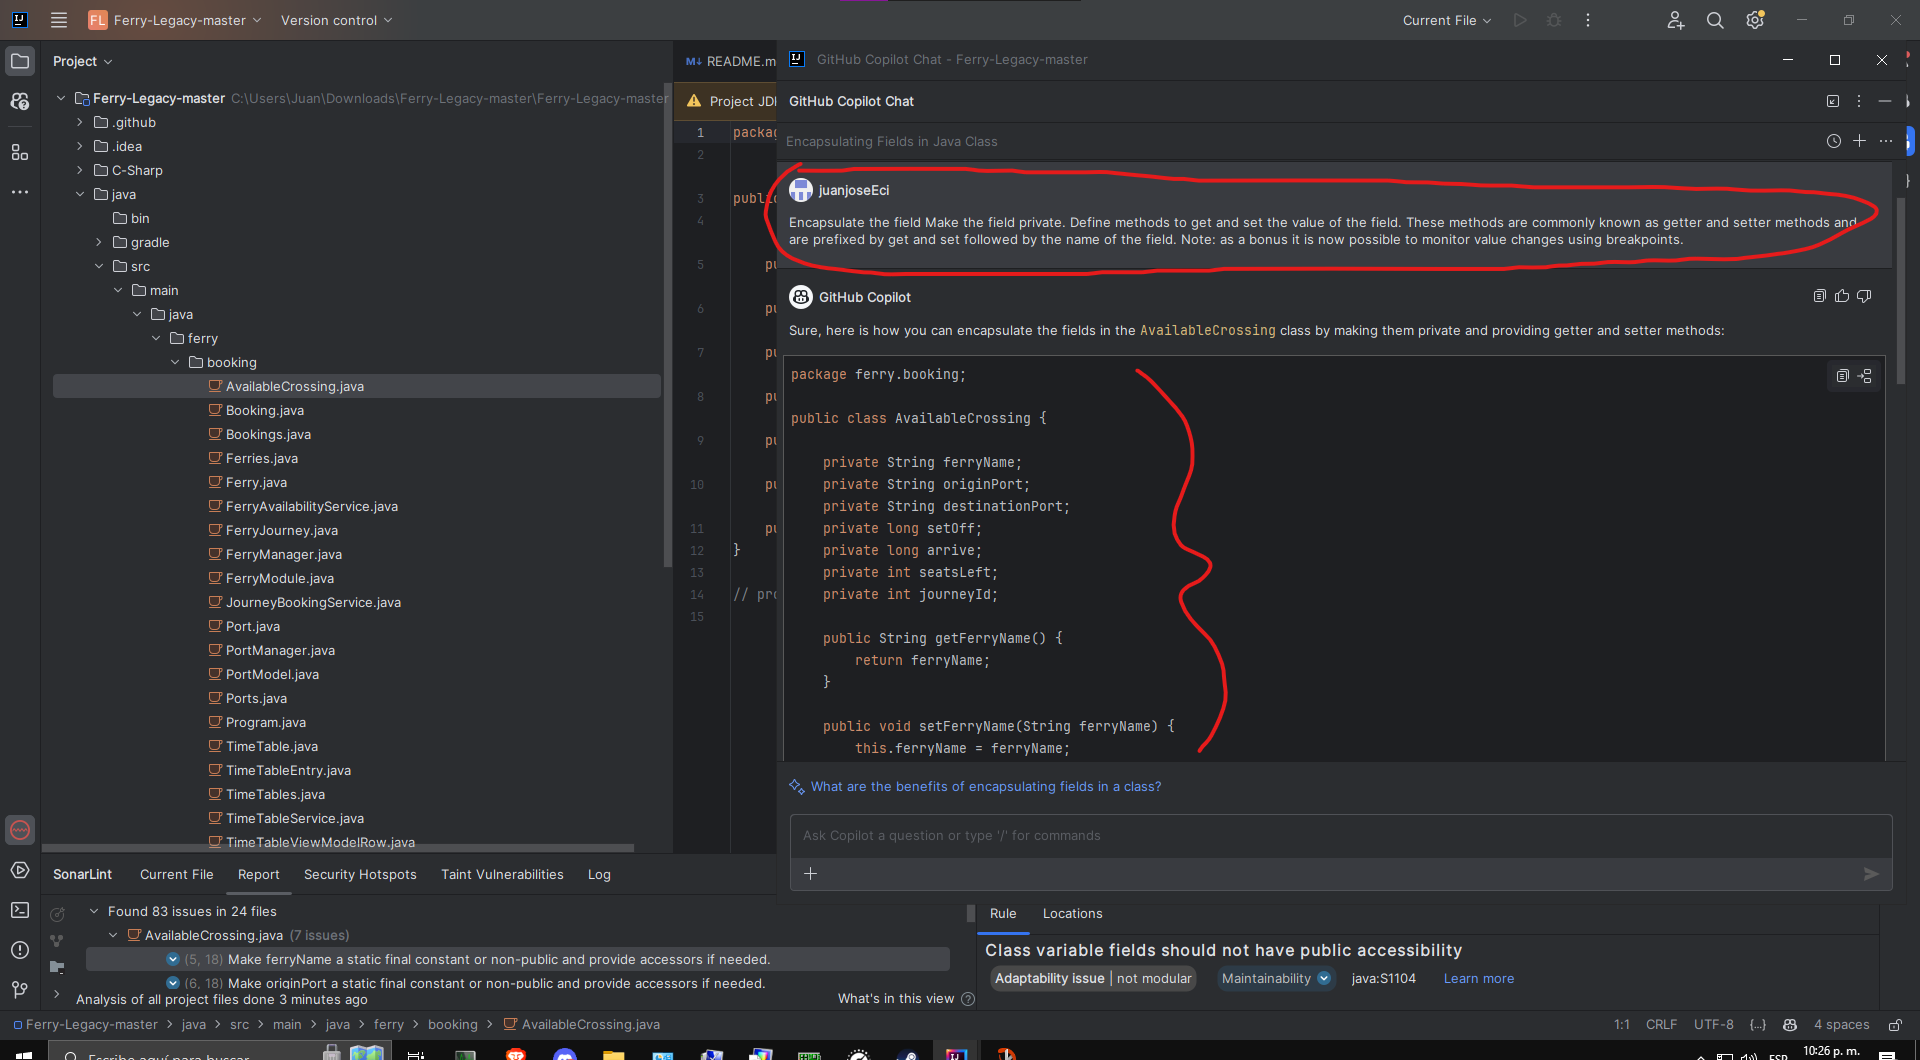 FL Ferry-Legacy-master
Version control
Current File
Project
Ferry-Legacy-master C:\Users\Juan\Downloads\Ferry-Legacy-master\Ferry-Legacy-master
.github
.idea
C-Sharp
java
bin
gradle
src
main
java
ferry
booking
AvailableCrossing.java
Booking.java
Bookings.java
Ferries.java
Ferry.java
FerryAvailabilityService.java
FerryJourney.java
FerryManager.java
FerryModule.java
JourneyBookingService.java
Port.java
PortManager.java
PortModel.java
Ports.java
Program.java
TimeTable.java
TimeTableEntry.java
TimeTables.java
TimeTableService.java
TimeTableViewModelRow.java
M↓ README.m
Project JD
1 packag
2
3 public
4
5 pu
6 pu
7 pu
8 pu
9 pu
10 pu
11 pu
12 }
13
14 // pro
15
GitHub Copilot Chat - Ferry-Legacy-master
GitHub Copilot Chat
Encapsulating Fields in Java Class
juanjoseEci
Encapsulate the field Make the field private. Define methods to get and set the value of the field. These methods are commonly known as getter and setter methods and
are prefixed by get and set followed by the name of the field. Note: as a bonus it is now possible to monitor value changes using breakpoints.
GitHub Copilot
Sure, here is how you can encapsulate the fields in the AvailableCrossing class by making them private and providing getter and setter methods:
package ferry.booking;
public class AvailableCrossing {
private String ferryName;
private String originPort;
private String destinationPort;
private long setOff;
private long arrive;
private int seatsLeft;
private int journeyId;
public String getFerryName() {
return ferryName;
}
public void setFerryName(String ferryName) {
this.ferryName = ferryName;
What are the benefits of encapsulating fields in a class?
Ask Copilot a question or type '/' for commands
SonarLint Current File Report Security Hotspots Taint Vulnerabilities Log
Found 83 issues in 24 files
AvailableCrossing.java (7 issues)
(5, 18) Make ferryName a static final constant or non-public and provide accessors if needed.
(6, 18) Make originPort a static final constant or non-public and provide accessors if needed.
Analysis of all project files done 3 minutes ago
What's in this view
Rule Locations
Class variable fields should not have public accessibility
Adaptability issue | not modular Maintainability java:S1104 Learn more
Ferry-Legacy-master > java > src > main > java > ferry > booking > AvailableCrossing.java
1:1 CRLF UTF-8 {...} 4 spaces
Escribe aquí para buscar
ESP
10:26 p. m.